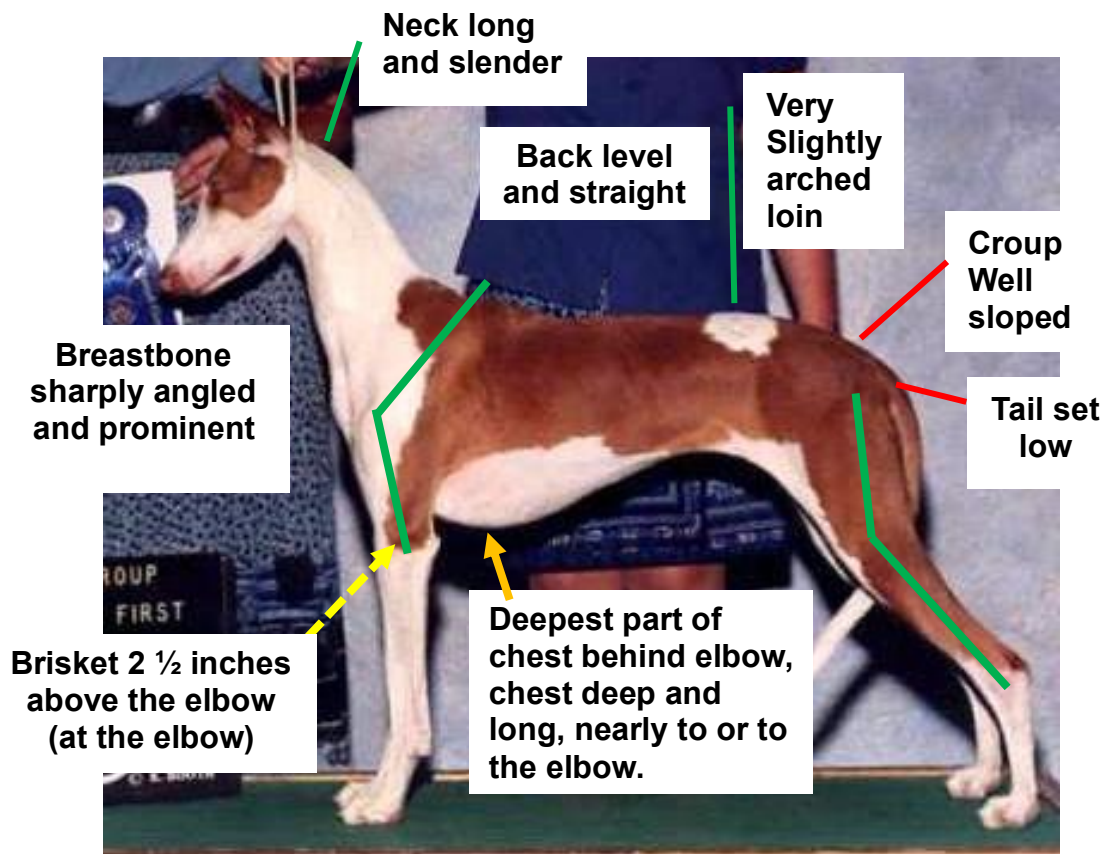 Neck long
and slender
Back level
and straight
Very
Slightly
arched
loin
Croup
Well
sloped
Breastbone
sharply angled
and prominent
Tail set
low
ROUP
FIRST
Brisket 2 ½ inches
above the elbow
(at the elbow)
Deepest part of
chest behind elbow,
chest deep and
long, nearly to or to
the elbow.